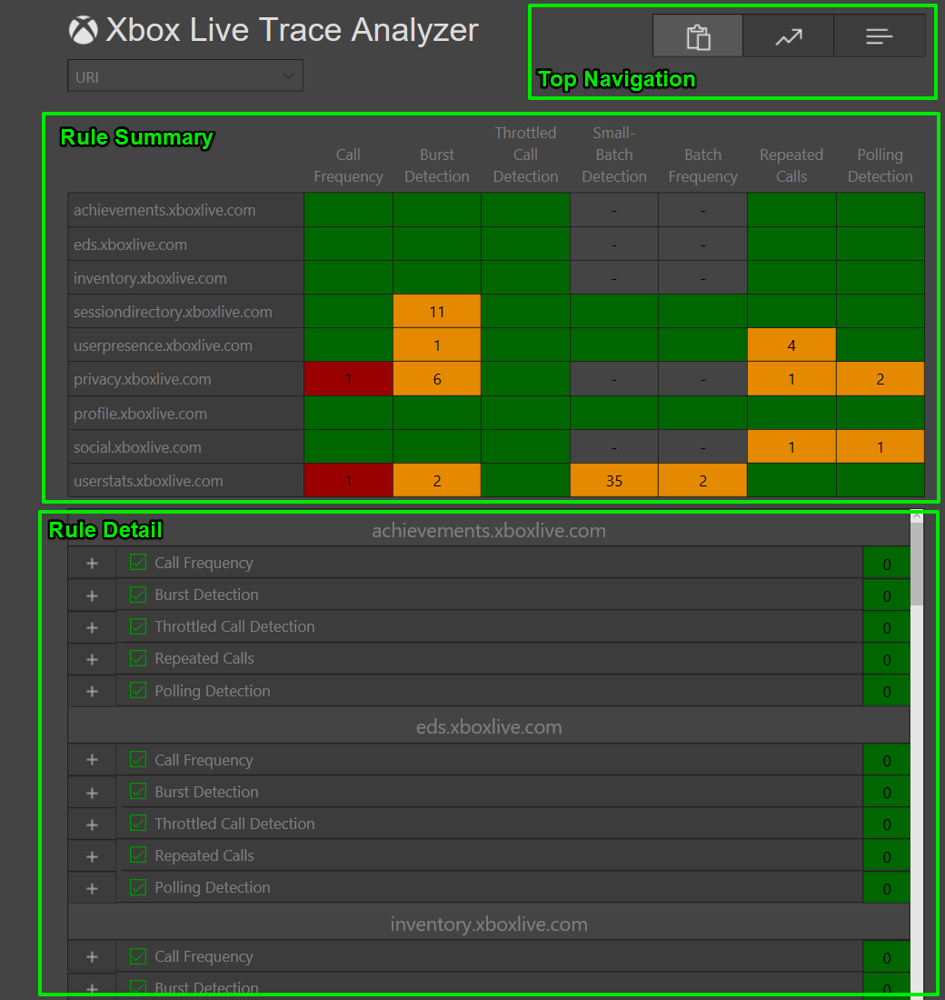 Xbox Live Trace Analyzer
URI
Top Navigation
Rule Summary
Call Frequency
Burst Detection
Throttled Call Detection
Small-Batch Detection
Batch Frequency
Repeated Calls
Polling Detection
achievements.xboxlive.com - -
eds.xboxlive.com - -
inventory.xboxlive.com - -
sessiondirectory.xboxlive.com 11
userpresence.xboxlive.com 1 4
privacy.xboxlive.com 1 6 - - 1 2
profile.xboxlive.com
social.xboxlive.com - - 1 1
userstats.xboxlive.com 1 2 35 2
Rule Detail
achievements.xboxlive.com
+ Call Frequency 0
+ Burst Detection 0
+ Throttled Call Detection 0
+ Repeated Calls 0
+ Polling Detection 0
eds.xboxlive.com
+ Call Frequency 0
+ Burst Detection 0
+ Throttled Call Detection 0
+ Repeated Calls 0
+ Polling Detection 0
inventory.xboxlive.com
+ Call Frequency 0
+ Burst Detection 0